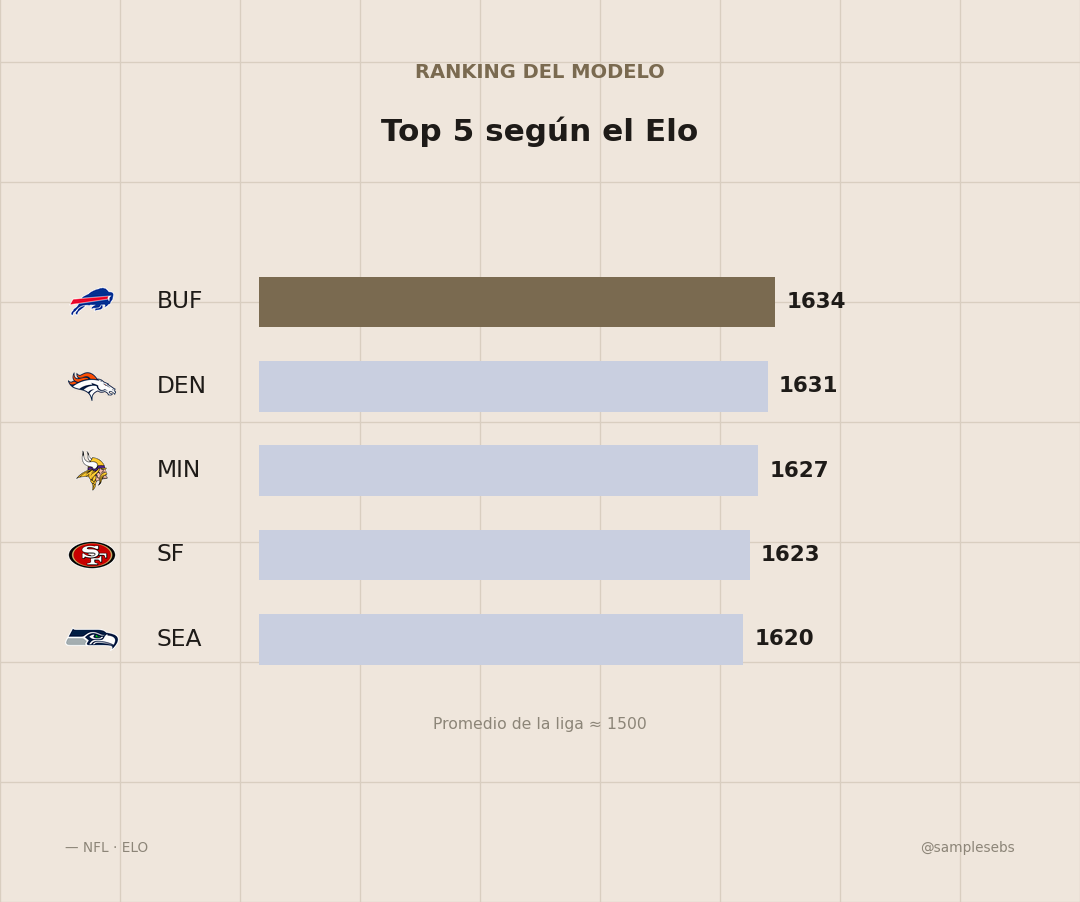 RANKING DEL MODELO
Top 5 según el Elo
BUF 1634
DEN 1631
MIN 1627
SF 1623
SEA 1620
Promedio de la liga ≈ 1500
— NFL · ELO @samplesebs